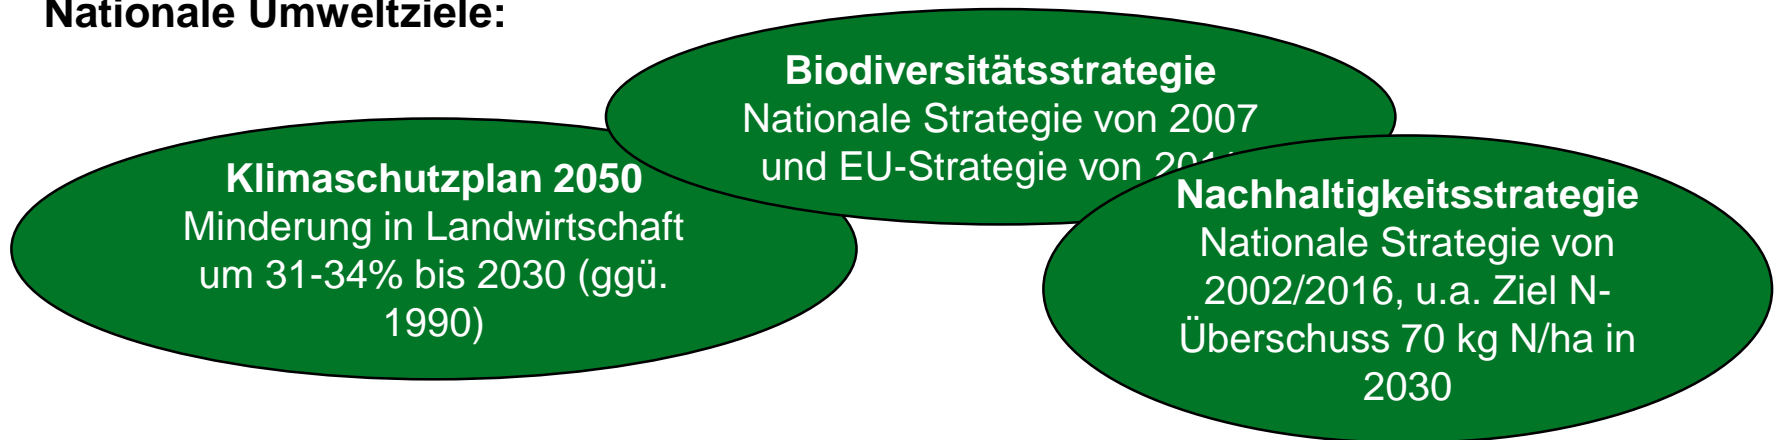 Nationale Umweltziele:
Biodiversitätsstrategie
Nationale Strategie von 2007
und EU-Strategie von
Klimaschutzplan 2050
Minderung in Landwirtschaft
um 31-34% bis 2030 (ggü.
1990)
Nachhaltigkeitsstrategie
Nationale Strategie von
2002/2016, u.a. Ziel N-
Überschuss 70 kg N/ha in
2030